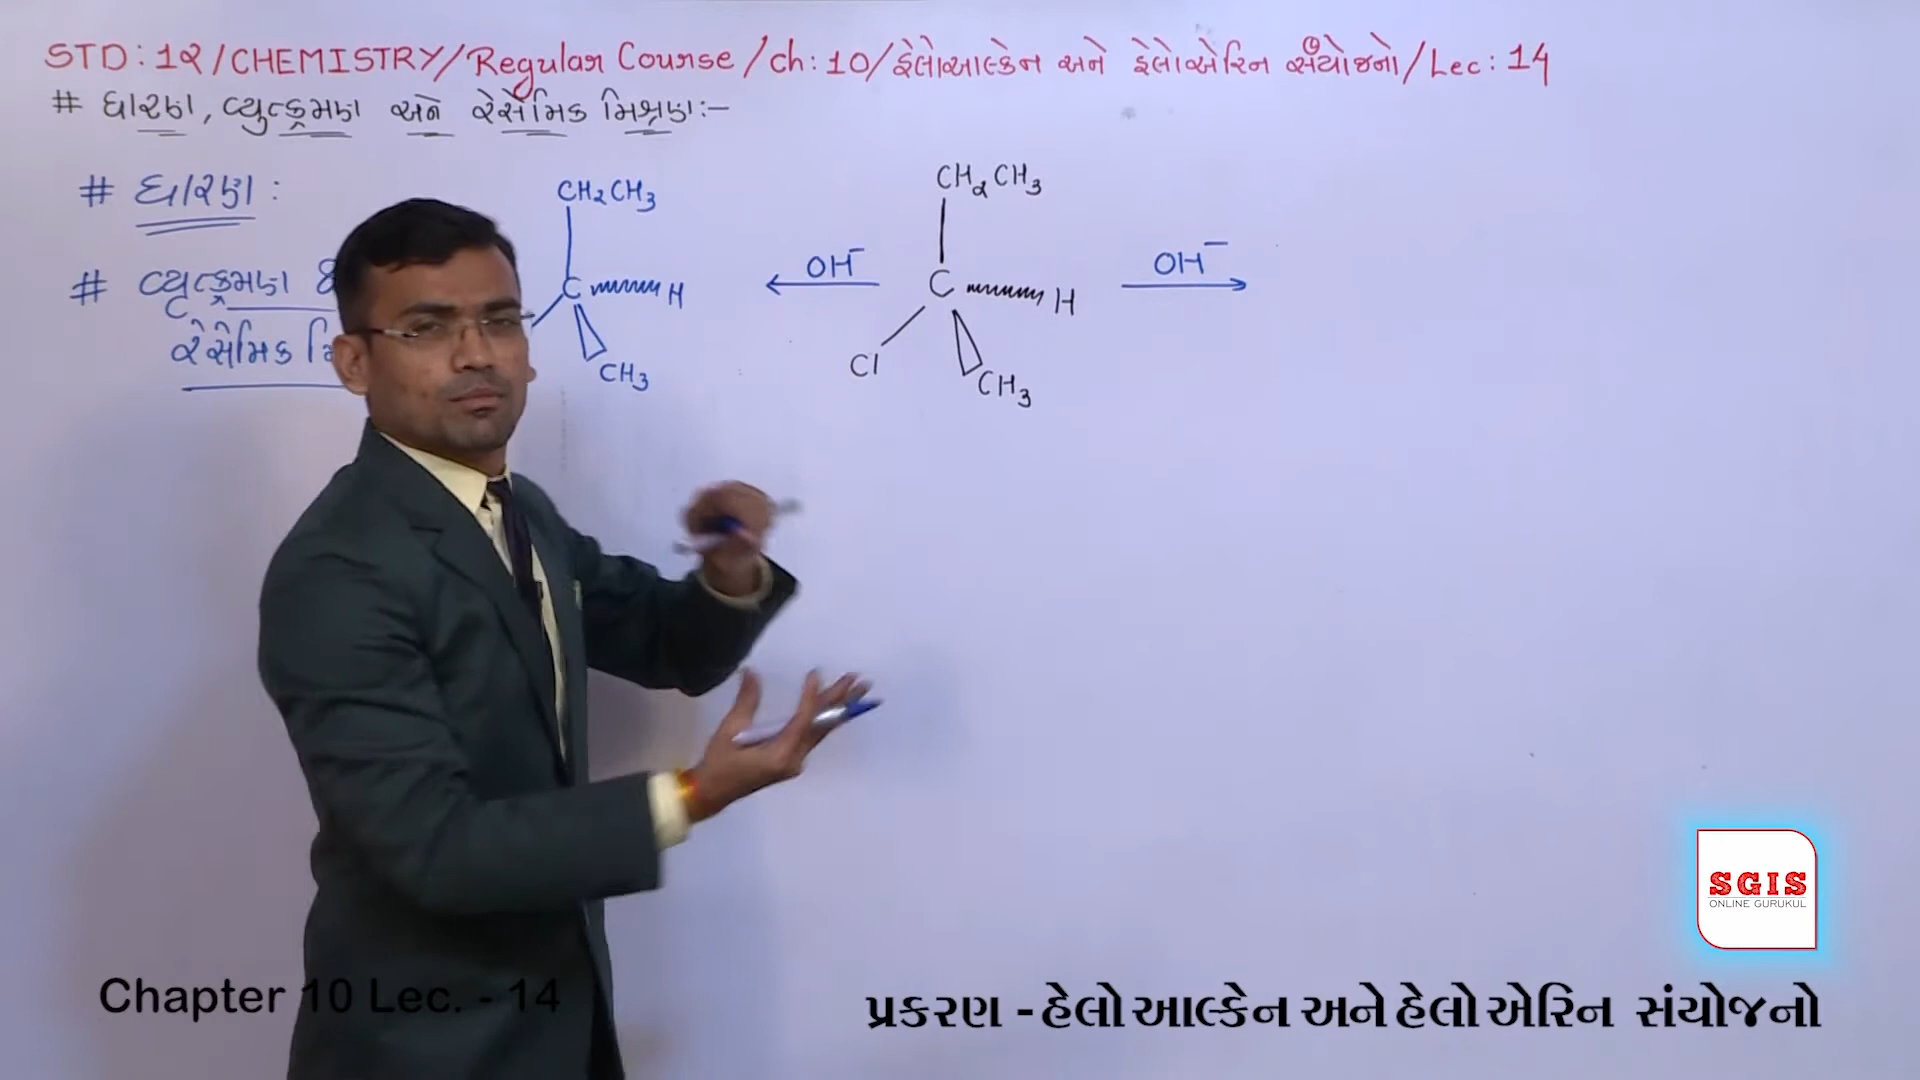 STD: 12/CHEMISTRY/Regular Course/ch: 10/હેલોઆલ્કેન અને હેલોએરિન સંયોજનો/Lec: 14
# ધારણ, વ્યુત્ક્રમણ અને રેસેમિક મિશ્રણ:-
# ધારણ:
# વ્યુત્ક્રમણ &
રેસેમિક
CH2CH3
C
H
CH3
OH-
CH2CH3
C
H
Cl
CH3
OH-
SGIS
ONLINE GURUKUL
Chapter 10 Lec. - 14
પ્રકરણ - હેલો આલ્કેન અને હેલો એરિન સંયોજનો